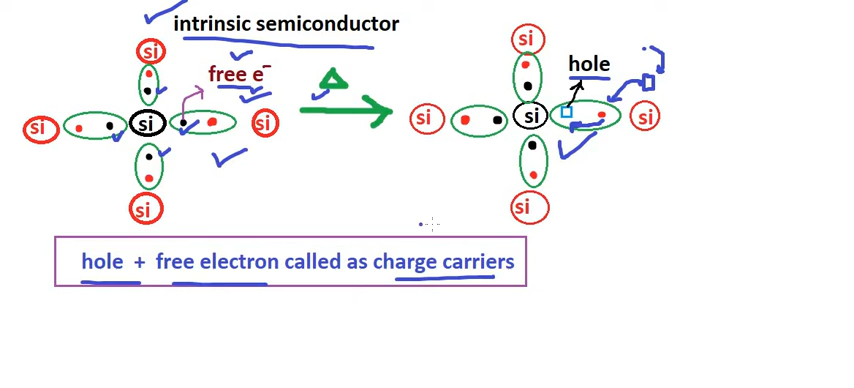 intrinsic semiconductor
si
free e⁻
si
si
si
si
Δ
si
hole
si
si
si
si
hole + free electron called as charge carriers